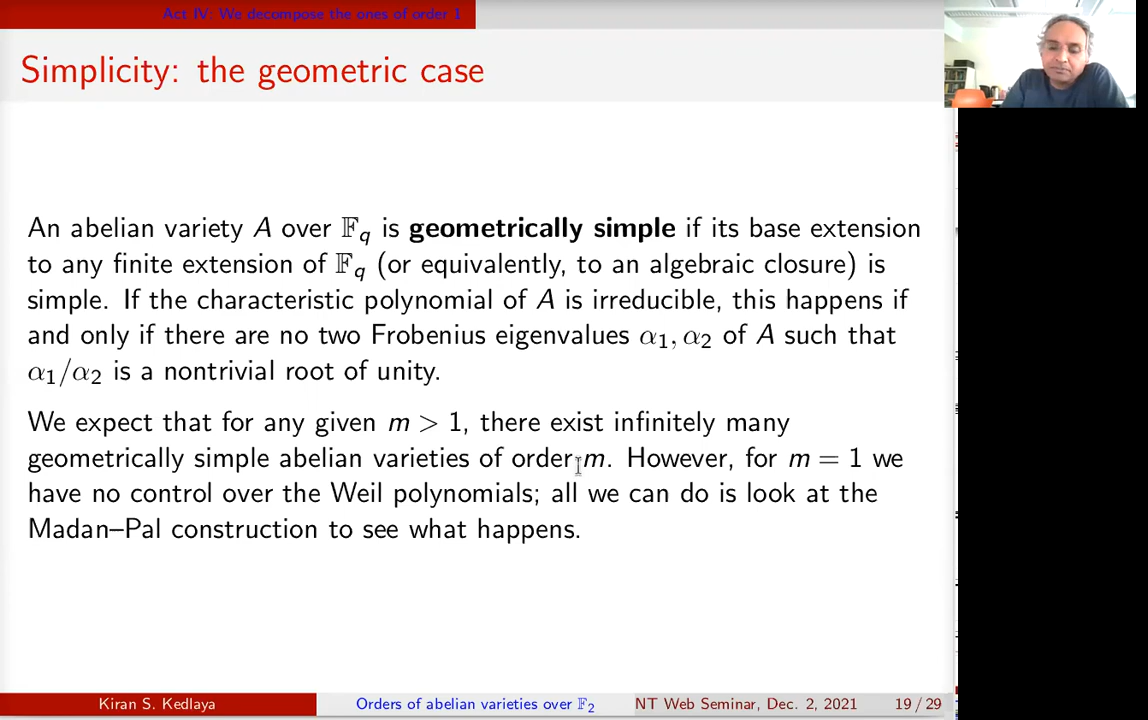 Act IV: We decompose the ones of order 1
Simplicity: the geometric case
An abelian variety A over 𝔽q is geometrically simple if its base extension
to any finite extension of 𝔽q (or equivalently, to an algebraic closure) is
simple. If the characteristic polynomial of A is irreducible, this happens if
and only if there are no two Frobenius eigenvalues α₁, α₂ of A such that
α₁/α₂ is a nontrivial root of unity.
We expect that for any given m > 1, there exist infinitely many
geometrically simple abelian varieties of order m. However, for m = 1 we
have no control over the Weil polynomials; all we can do is look at the
Madan–Pal construction to see what happens.
Kiran S. Kedlaya
Orders of abelian varieties over 𝔽₂
NT Web Seminar, Dec. 2, 2021
19 / 29